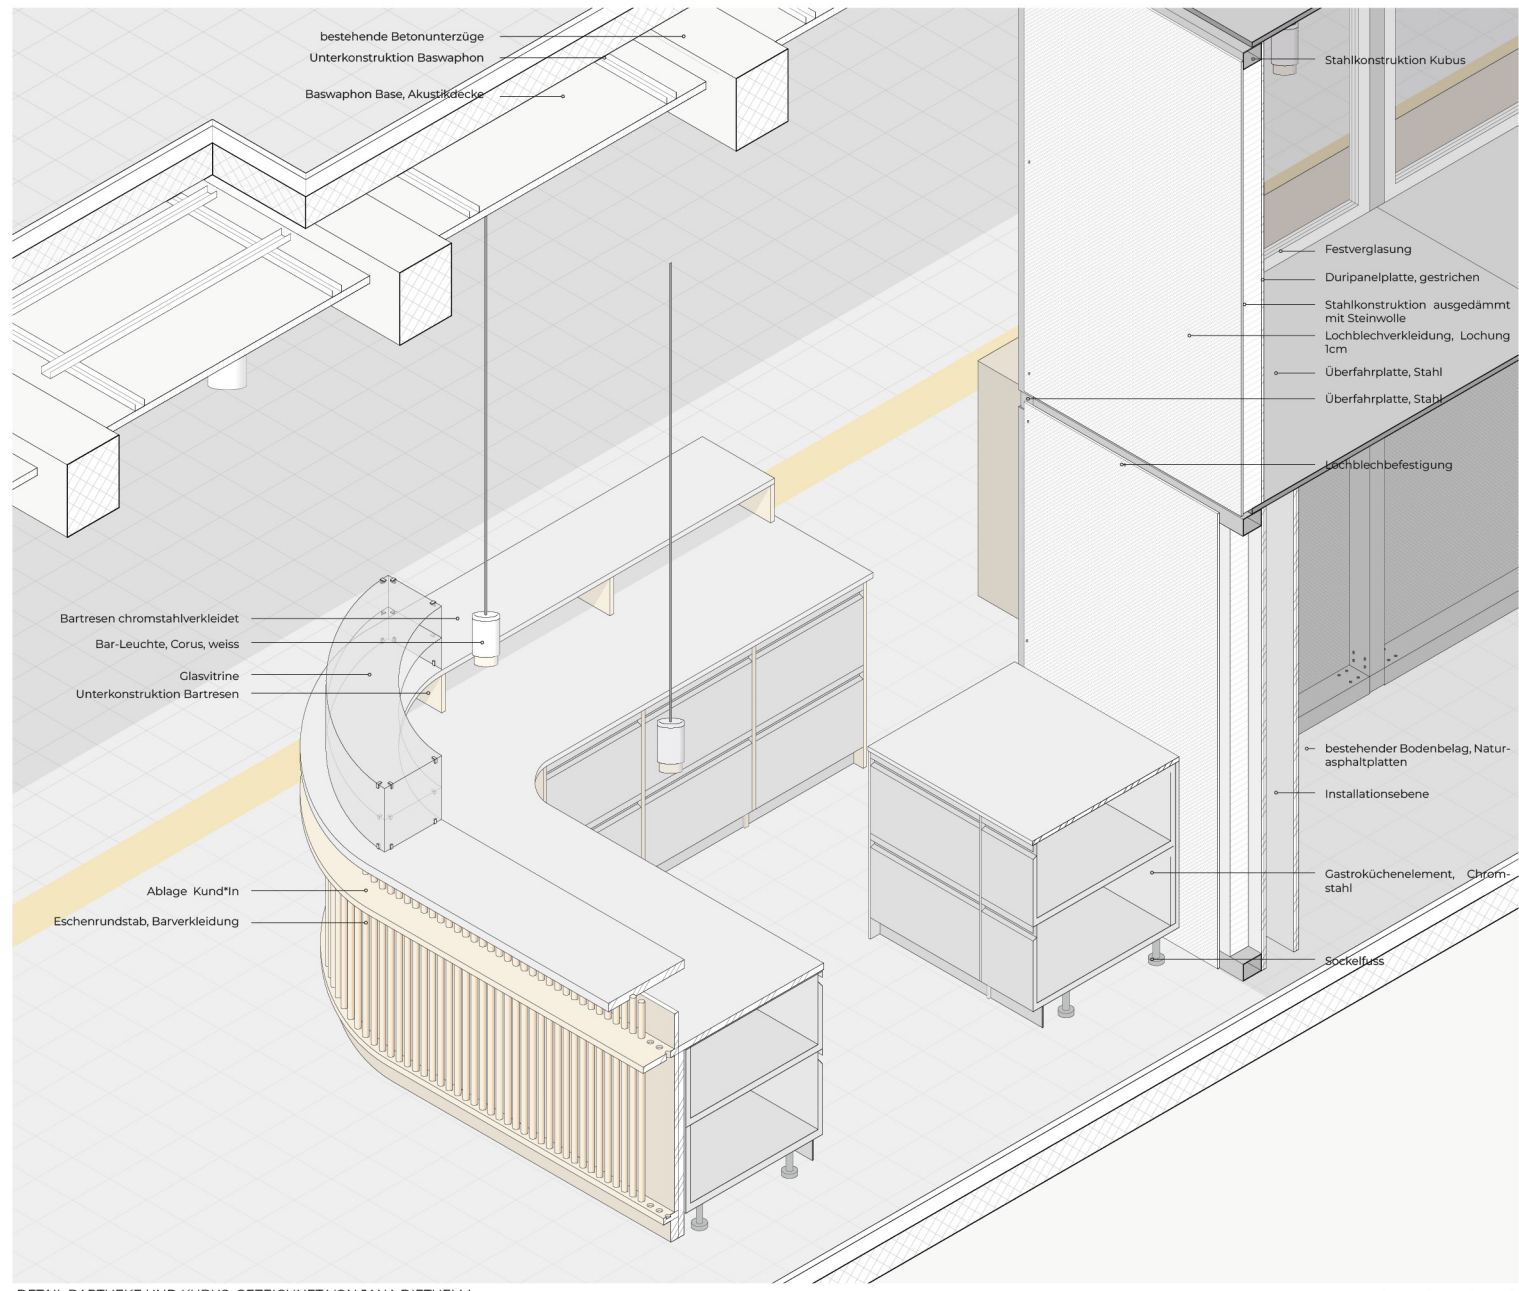 bestehende Betonunterzüge
Unterkonstruktion Baswaphon
Baswaphon Base, Akustikdecke
Stahlkonstruktion Kubus
Festverglasung
Duripanelplatte, gestrichen
Stahlkonstruktion ausgedämmt
mit Steinwolle
Lochblechverkleidung, Lochung
1cm
Überfahrplatte, Stahl
Überfahrplatte, Stahl
Lochblechbefestigung
Bartresen chromstahlverkleidet
Bar-Leuchte, Corus, weiss
Glasvitrine
Unterkonstruktion Bartresen
bestehender Bodenbelag, Natur-
asphaltplatten
Installationsebene
Ablage Kund*In
Eschenrundstab, Barverkleidung
Gastroküchenelement, Chrom-
stahl
Sockelfuss